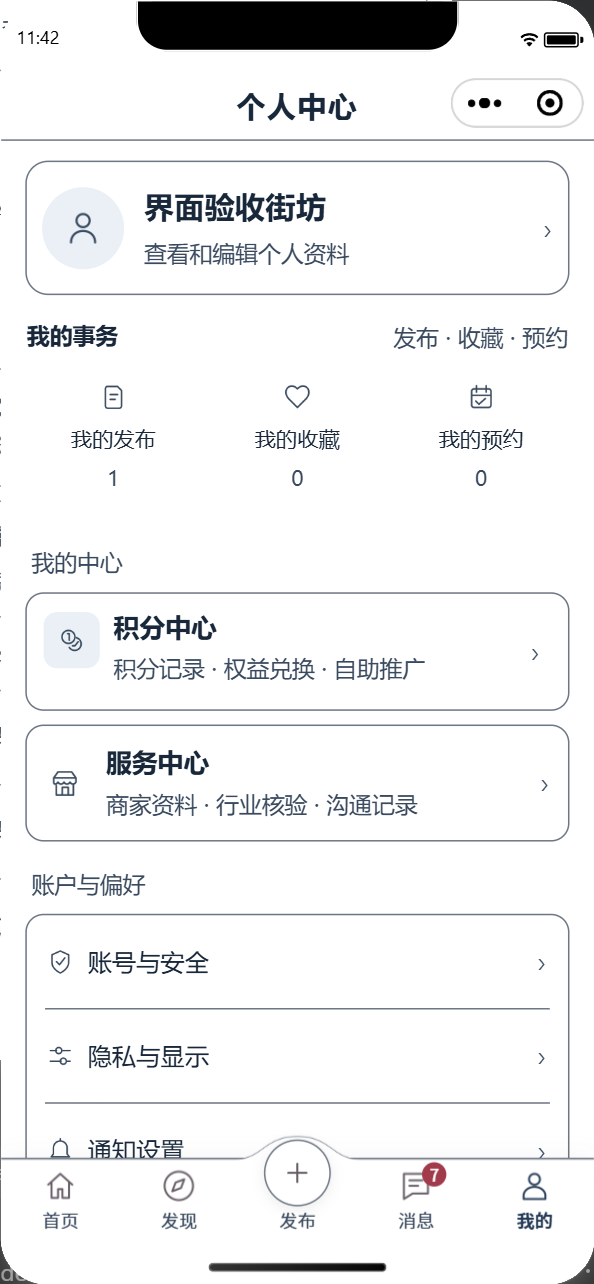 11:42
个人中心
界面验收街坊
查看和编辑个人资料
›
我的事务
发布 · 收藏 · 预约
我的发布 我的收藏 我的预约
1 0 0
我的中心
积分中心
积分记录 · 权益兑换 · 自助推广
›
服务中心
商家资料 · 行业核验 · 沟通记录
›
账户与偏好
账号与安全 ›
隐私与显示 ›
通知设置 ›
7
首页 发现 发布 消息 我的